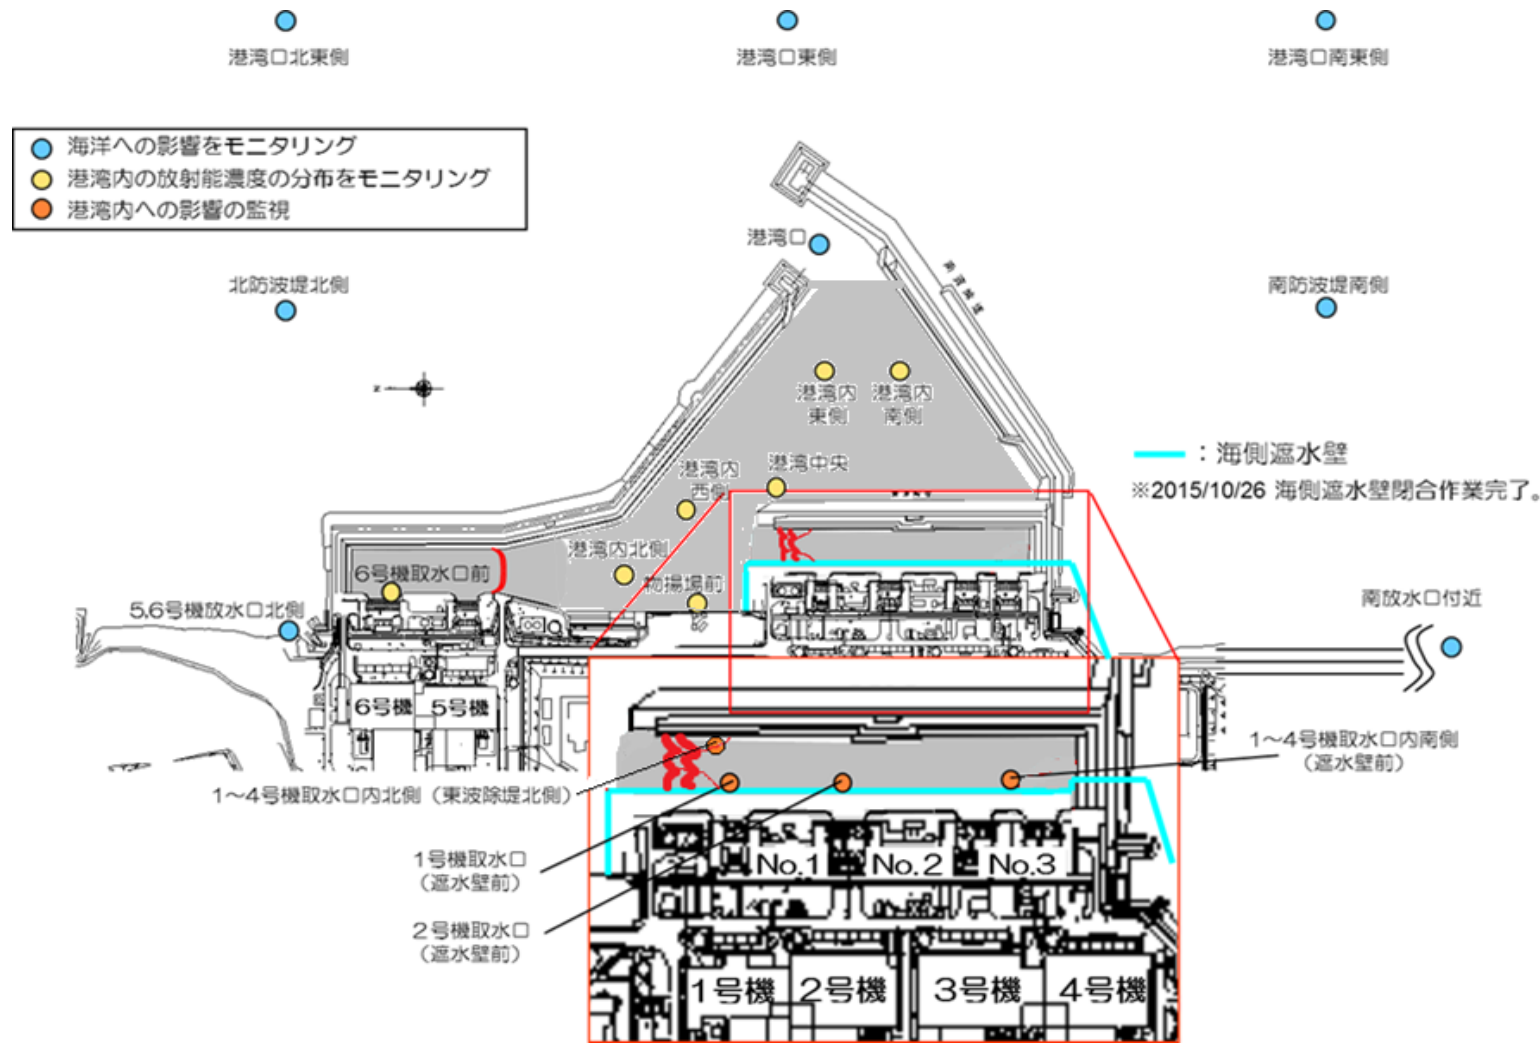 港湾口北東側
港湾口東側
港湾口南東側
海洋への影響をモニタリング
港湾内の放射能濃度の分布をモニタリング
港湾内への影響の監視
港湾口
北防波堤北側
南防波堤南側
港湾内
東側
港湾内
南側
港湾中央
港湾内
西側
：海側遮水壁
※2015/10/26 海側遮水壁閉合作業完了。
港湾内北側
6号機取水口前
物揚場前
5,6号機放水口北側
南放水口付近
6号機
5号機
1～4号機取水口内南側
（遮水壁前）
1～4号機取水口内北側（東波除堤北側）
1号機取水口
（遮水壁前）
No.1
No.2
No.3
2号機取水口
（遮水壁前）
1号機
2号機
3号機
4号機